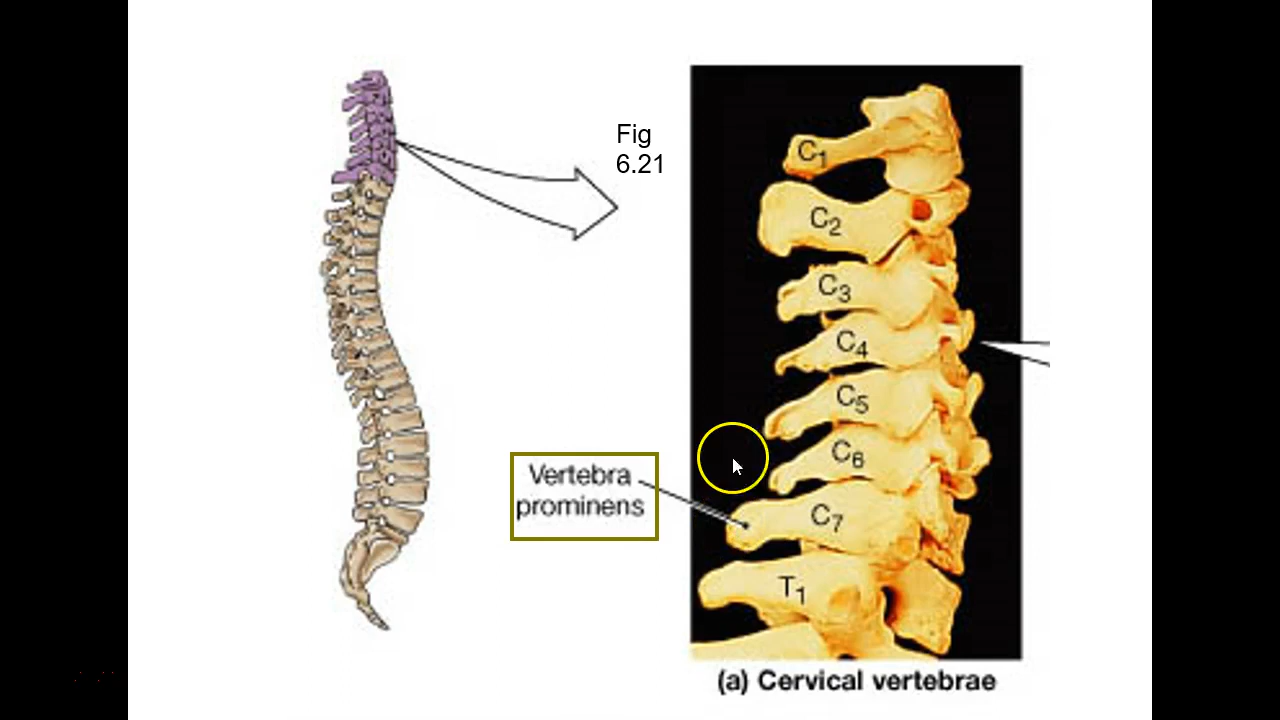 Fig
6.21
C1
C2
C3
C4
C5
C6
C7
T1
Vertebra
prominens
(a) Cervical vertebrae